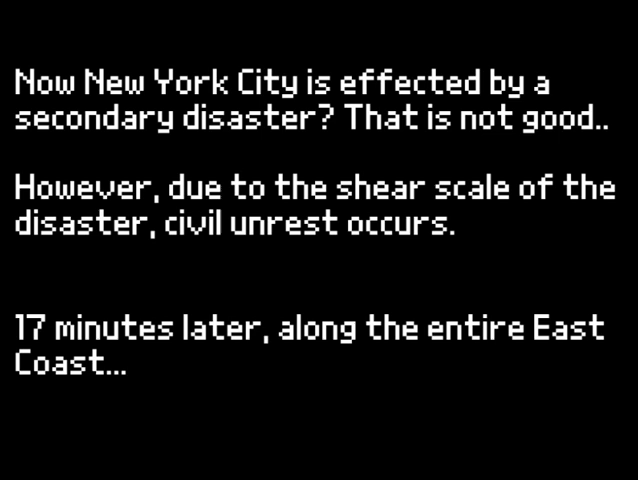 Now New York City is effected by a
secondary disaster? That is not good..
However, due to the shear scale of the
disaster, civil unrest occurs.
17 minutes later, along the entire East
Coast...